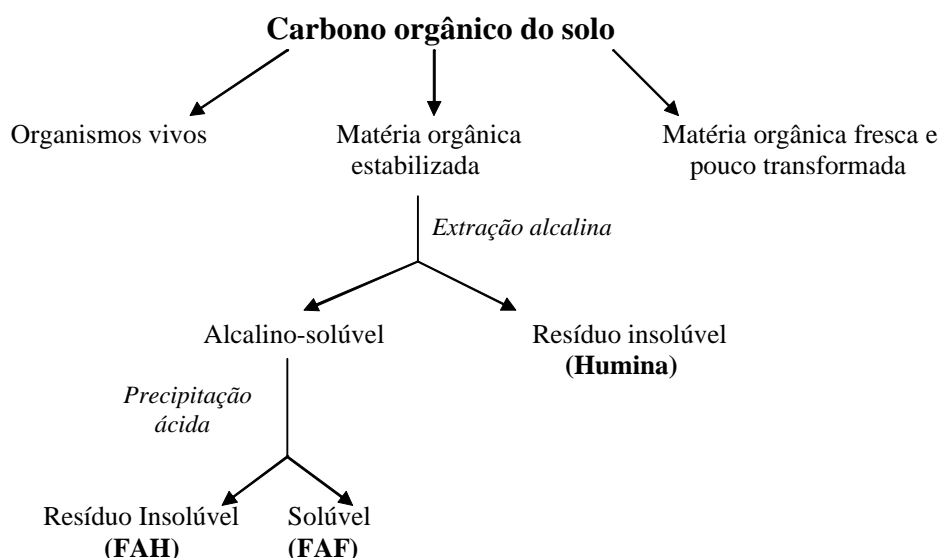 Carbono orgânico do solo
Organismos vivos
Matéria orgânica
estabilizada
Matéria orgânica fresca e
pouco transformada
Extração alcalina
Alcalino-solúvel
Resíduo insolúvel
(Humina)
Precipitação
ácida
Resíduo Insolúvel
(FAH)
Solúvel
(FAF)